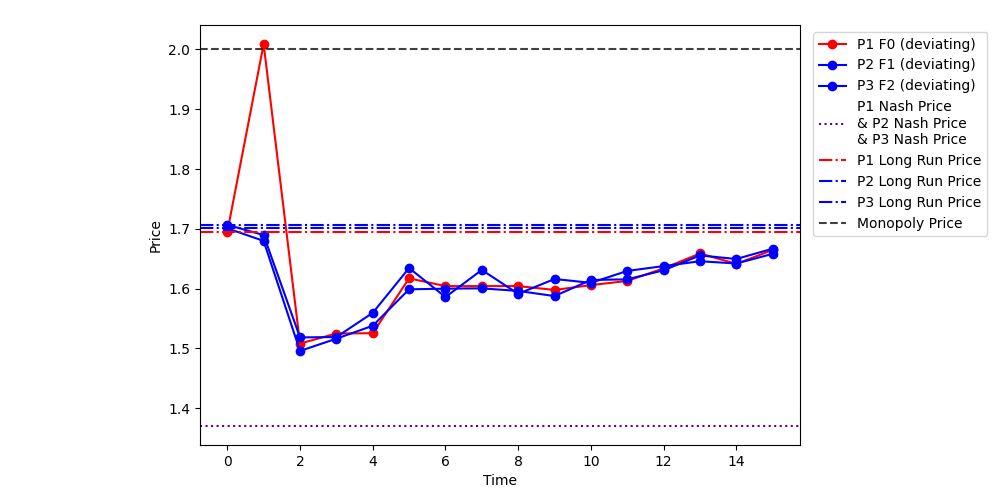 2.0
1.9
1.8
1.7
1.6
1.5
1.4
Price
0 2 4 6 8 10 12 14
Time
P1 F0 (deviating)
P2 F1 (deviating)
P3 F2 (deviating)
P1 Nash Price
& P2 Nash Price
& P3 Nash Price
P1 Long Run Price
P2 Long Run Price
P3 Long Run Price
Monopoly Price